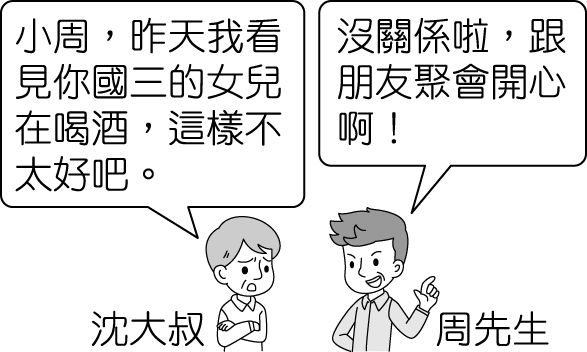 小周，昨天我看
見你國三的女兒
在喝酒，這樣不
太好吧。
沒關係啦，跟
朋友聚會開心
啊！
沈大叔
周先生